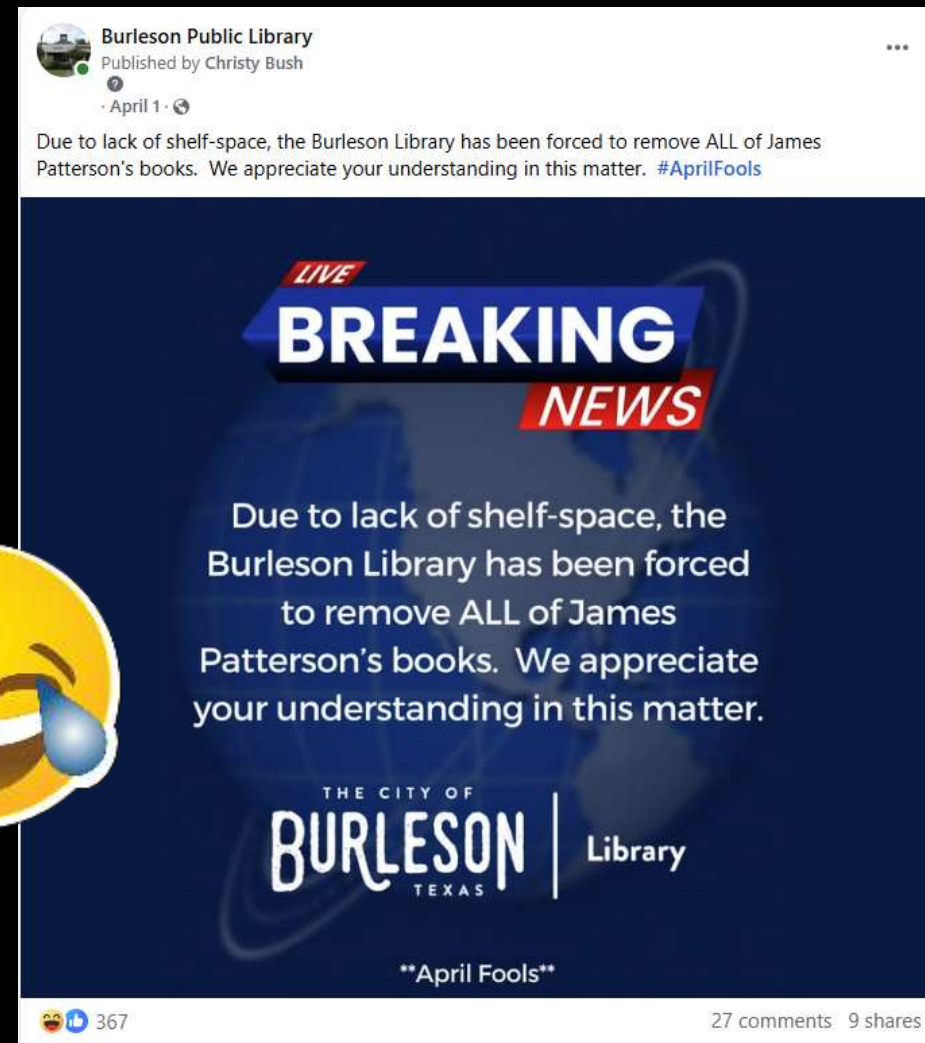 Burleson Public Library
Published by Christy Bush
· April 1 ·
Due to lack of shelf-space, the Burleson Library has been forced to remove ALL of James
Patterson's books. We appreciate your understanding in this matter. #AprilFools
LIVE
BREAKING
NEWS
Due to lack of shelf-space, the
Burleson Library has been forced
to remove ALL of James
Patterson's books. We appreciate
your understanding in this matter.
THE CITY OF
BURLESON
TEXAS
Library
**April Fools**
367
27 comments 9 shares